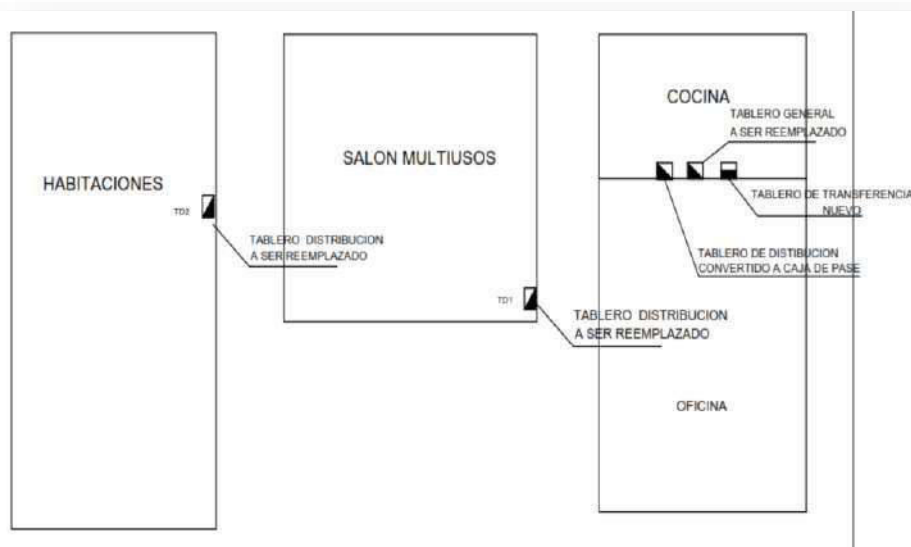 HABITACIONES
TD2
TABLERO DISTRIBUCION
A SER REEMPLAZADO
SALON MULTIUSOS
TD1
TABLERO DISTRIBUCION
A SER REEMPLAZADO
COCINA
TABLERO GENERAL
A SER REEMPLAZADO
TABLERO DE TRANSFERENCIA
NUEVO
TABLERO DE DISTIBUCION
CONVERTIDO A CAJA DE PASE
OFICINA